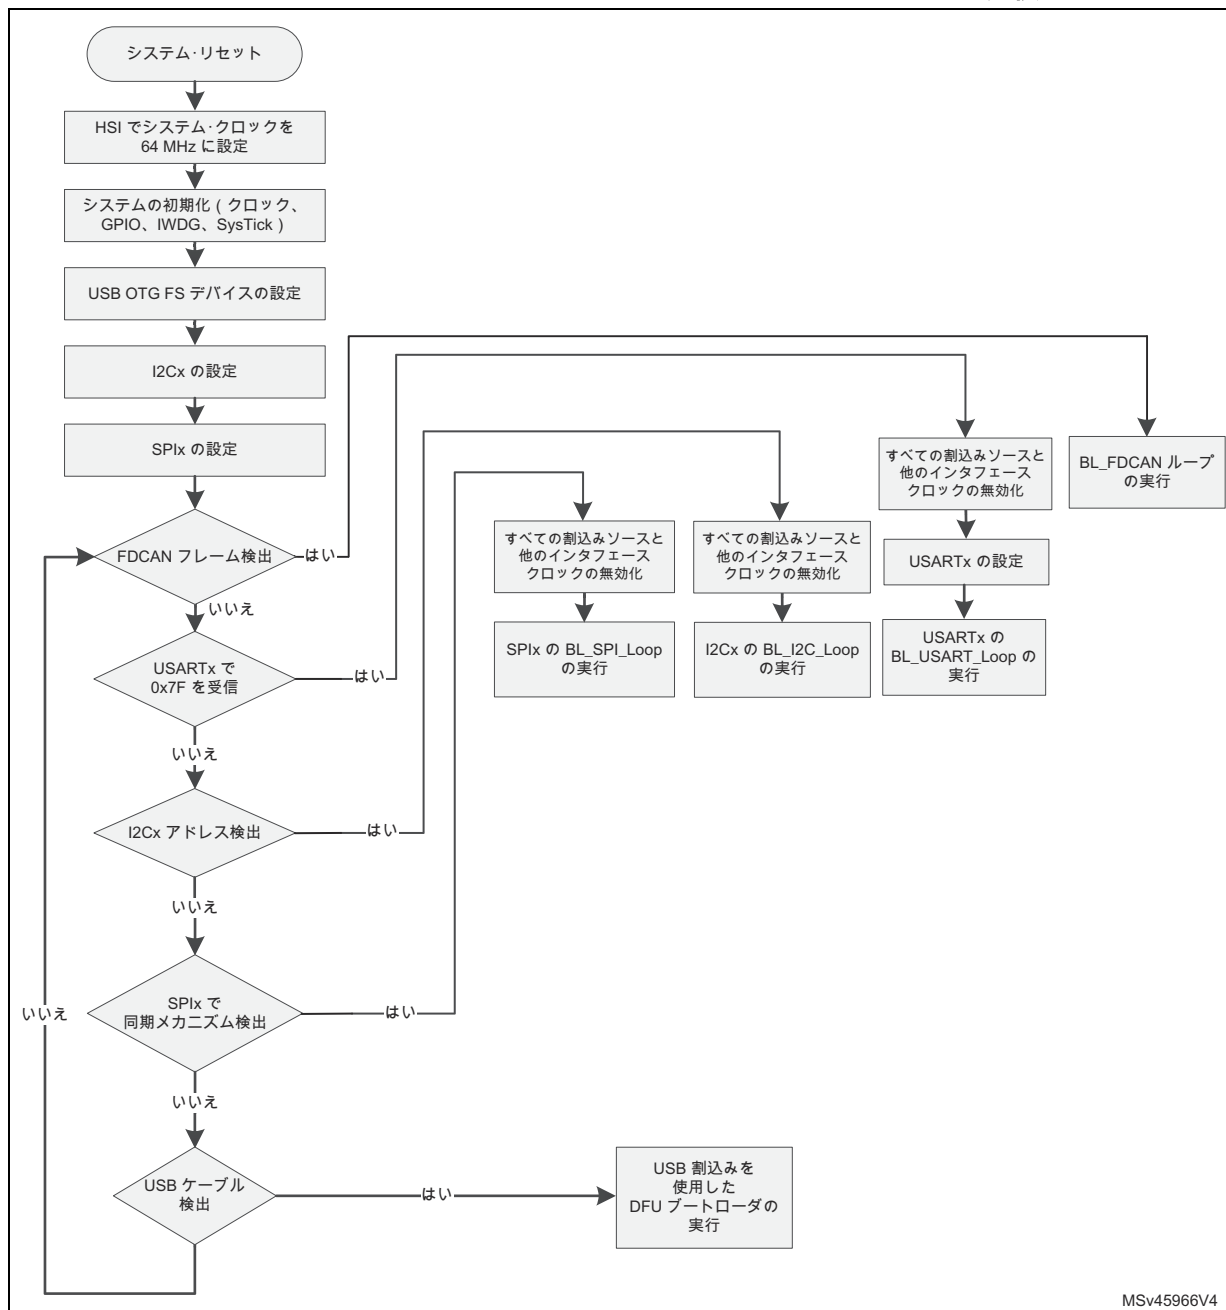 システム･リセット
HSI でシステム･クロックを
64 MHz に設定
システムの初期化 ( クロック、
GPIO、IWDG、SysTick )
USB OTG FS デバイスの設定
I2Cx の設定
SPIx の設定
FDCAN フレーム検出
はい
いいえ
USARTx で
0x7F を受信
はい
いいえ
I2Cx アドレス検出
はい
いいえ
SPIx で
同期メカニズム検出
はい
いいえ
いいえ
USB ケーブル
検出
はい
USB 割込みを
使用した
DFU ブートローダの
実行
すべての割込みソースと
他のインタフェース
クロックの無効化
SPIx の BL_SPI_Loop
の実行
すべての割込みソースと
他のインタフェース
クロックの無効化
I2Cx の BL_I2C_Loop
の実行
すべての割込みソースと
他のインタフェース
クロックの無効化
USARTx の設定
USARTx の
BL_USART_Loop の
実行
BL_FDCAN ループ
の実行
MSv45966V4